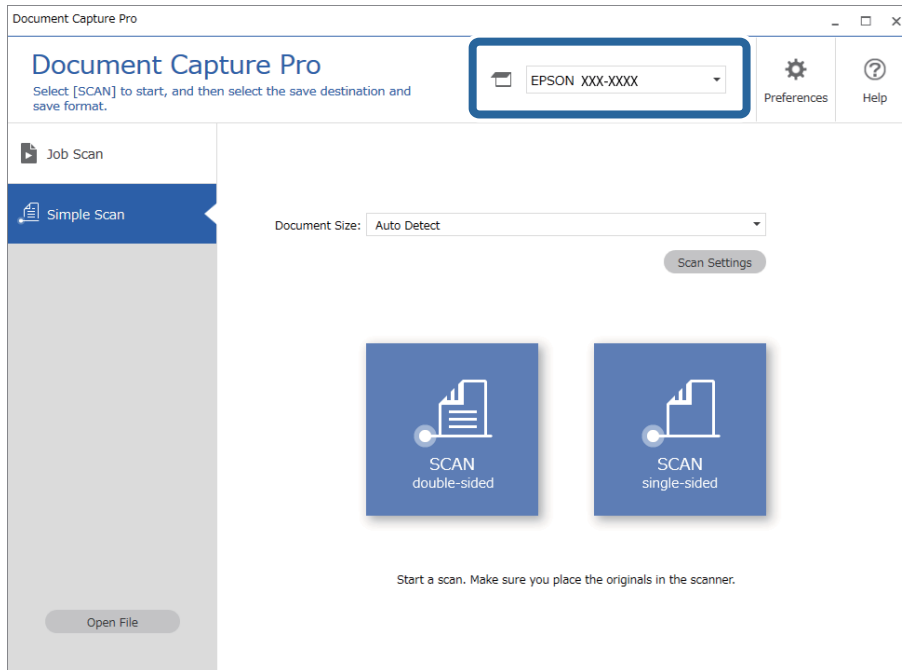 Document Capture Pro
Document Capture Pro
Select [SCAN] to start, and then select the save destination and
save format.
EPSON XXX-XXXX
Preferences
Help
Job Scan
Simple Scan
Document Size:
Auto Detect
Scan Settings
SCAN
double-sided
SCAN
single-sided
Start a scan. Make sure you place the originals in the scanner.
Open File